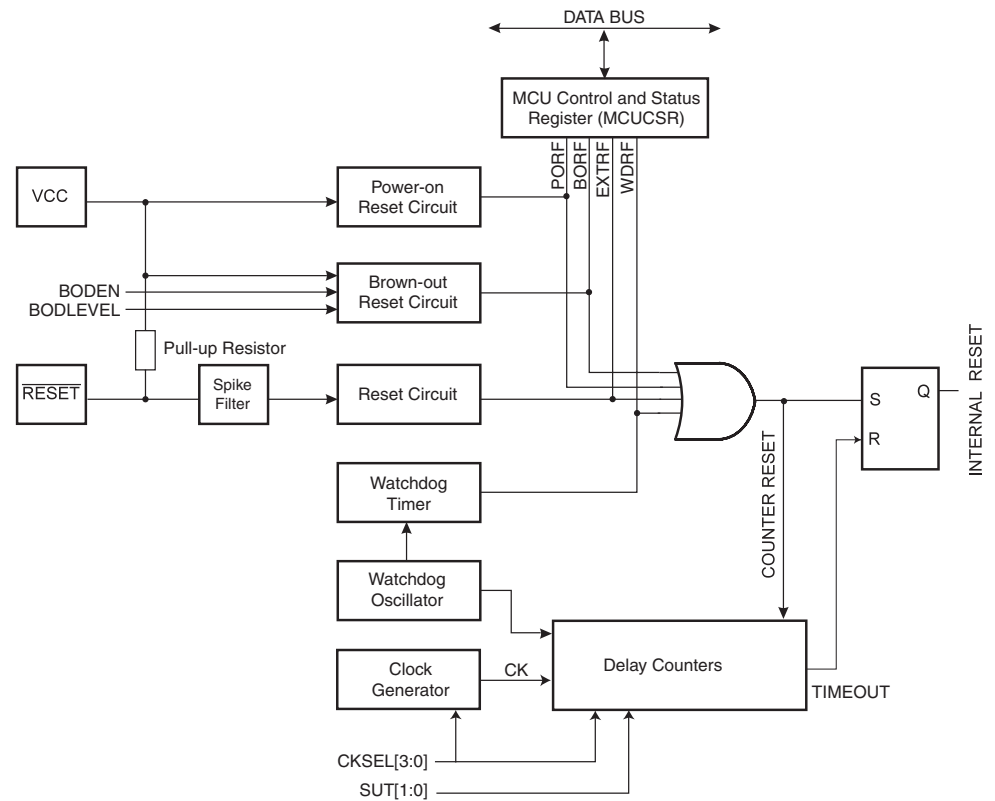 DATA BUS
MCU Control and Status
Register (MCUCSR)
PORF
BORF
EXTRF
WDRF
VCC
Power-on
Reset Circuit
Brown-out
Reset Circuit
BODEN
BODLEVEL
Pull-up Resistor
RESET
Spike
Filter
Reset Circuit
S
Q
R
INTERNAL RESET
COUNTER RESET
Watchdog
Timer
Watchdog
Oscillator
Clock
Generator
CK
Delay Counters
TIMEOUT
CKSEL[3:0]
SUT[1:0]